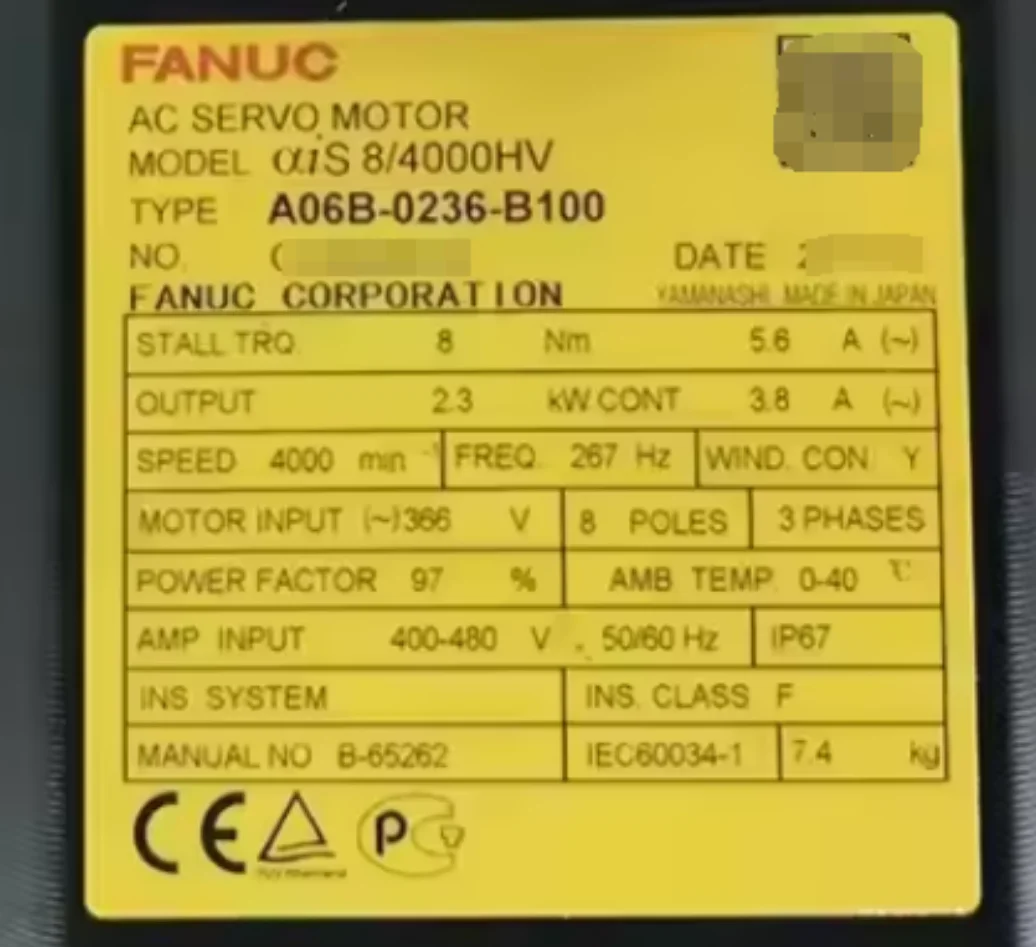 FANUC
AC SERVO MOTOR
MODEL αiS 8/4000HV
TYPE A06B-0236-B100
NO. DATE
FANUC CORPORATION YAMANASHI MADE IN JAPAN
STALL TRQ. 8 Nm 5.6 A (~)
OUTPUT 2.3 kW CONT 3.8 A (~)
SPEED 4000 min⁻¹ FREQ. 267 Hz WIND. CON. Y
MOTOR INPUT (~)366 V 8 POLES 3 PHASES
POWER FACTOR 97 % AMB. TEMP. 0-40 ℃
AMP INPUT 400-480 V , 50/60 Hz IP67
INS. SYSTEM INS. CLASS F
MANUAL NO. B-65262 IEC60034-1 7.4 kg
CE
TUV Rheinland